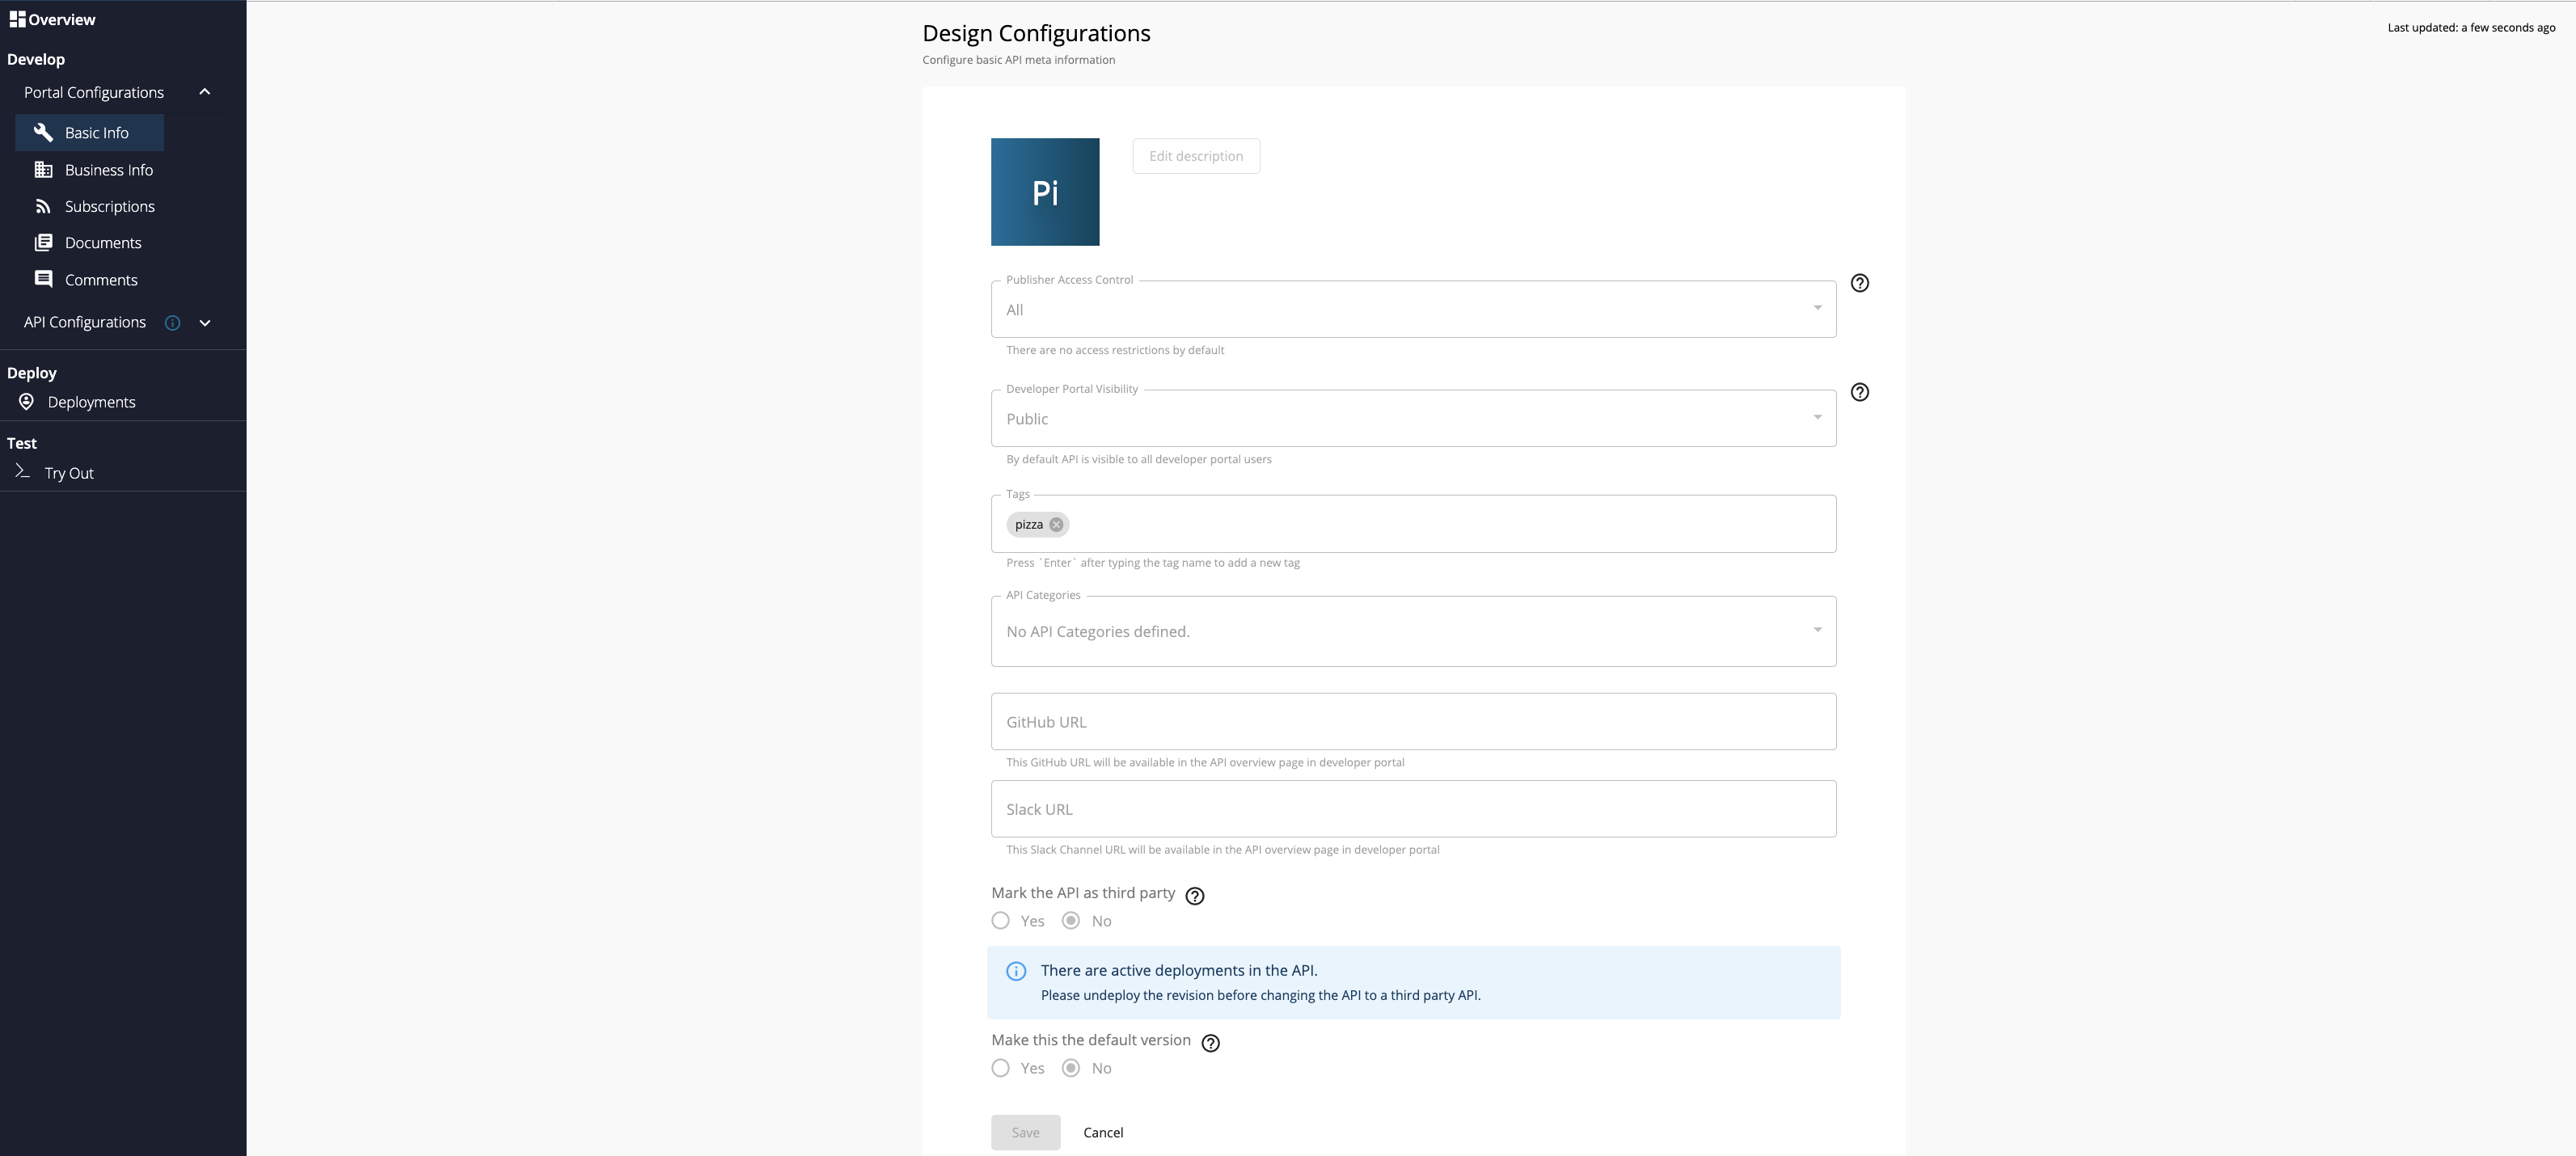 Overview
Develop
Portal Configurations
Basic Info
Business Info
Subscriptions
Documents
Comments
API Configurations
Deploy
Deployments
Test
Try Out
Design Configurations
Last updated: a few seconds ago
Configure basic API meta information
Pi
Edit description
Publisher Access Control
All
There are no access restrictions by default
Developer Portal Visibility
Public
By default API is visible to all developer portal users
Tags
pizza
Press `Enter` after typing the tag name to add a new tag
API Categories
No API Categories defined.
GitHub URL
This GitHub URL will be available in the API overview page in developer portal
Slack URL
This Slack Channel URL will be available in the API overview page in developer portal
Mark the API as third party
Yes No
There are active deployments in the API.
Please undeploy the revision before changing the API to a third party API.
Make this the default version
Yes No
Save Cancel